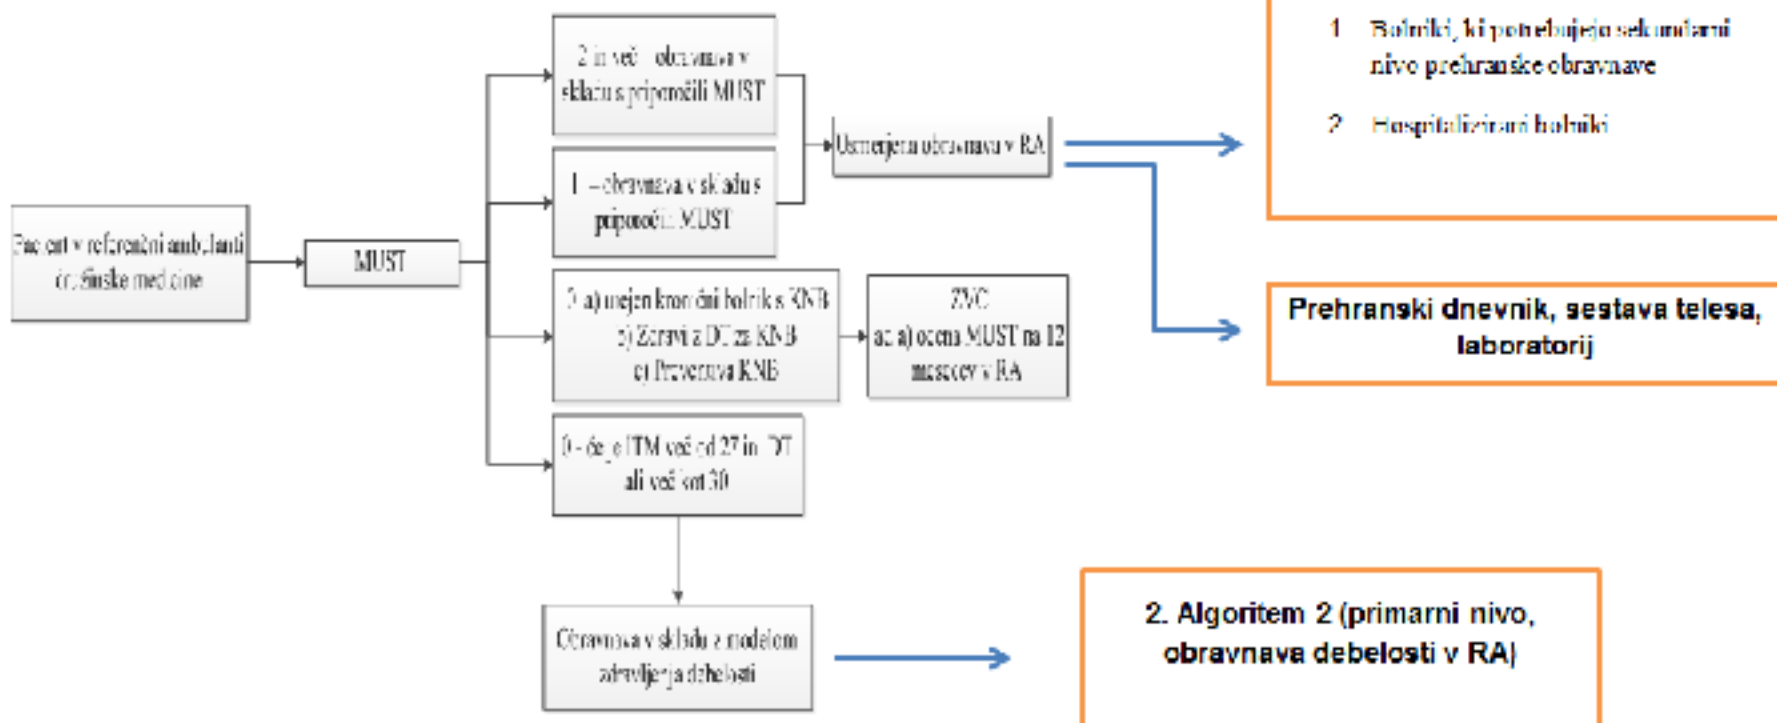 Pacient v referenčni ambulanti
družinske medicine
MUST
2 in več - obravnava v
skladu s priporočili MUST
1 – obravnava v skladu s
priporočili MUST
0 a) urejen kronični bolnik s KNB
b) Zdravi z DT za KNB
c) Preventiva KNB
0 - če je ITM več od 27 in DT
ali več kot 30
Usmerjena obravnava v RA
ZVC
ad a) ocena MUST na 12
mesecev v RA
Obravnava v skladu z modelom
zdravljenja debelosti
1 Bolniki, ki potrebujejo sekundarni
nivo prehranske obravnave
2 Hospitalizirani bolniki
Prehranski dnevnik, sestava telesa,
laboratorij
2. Algoritem 2 (primarni nivo,
obravnava debelosti v RA)